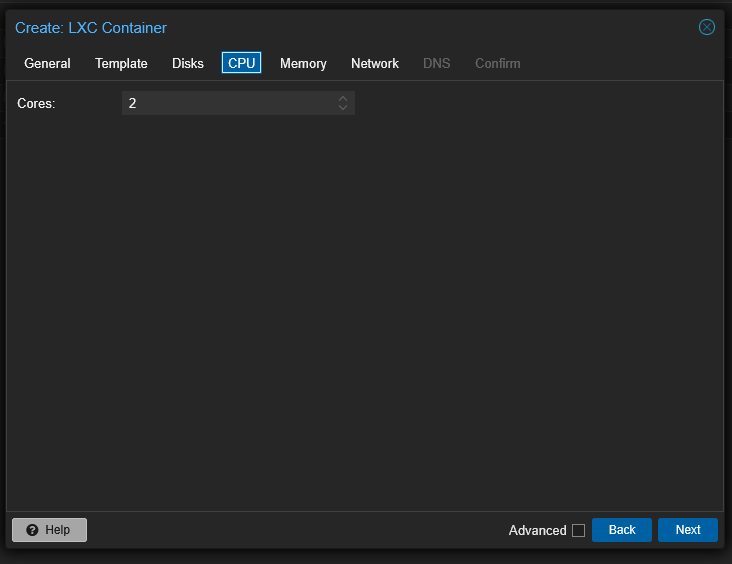 Create: LXC Container
General Template Disks CPU Memory Network DNS Confirm
Cores: 2
Help Advanced Back Next